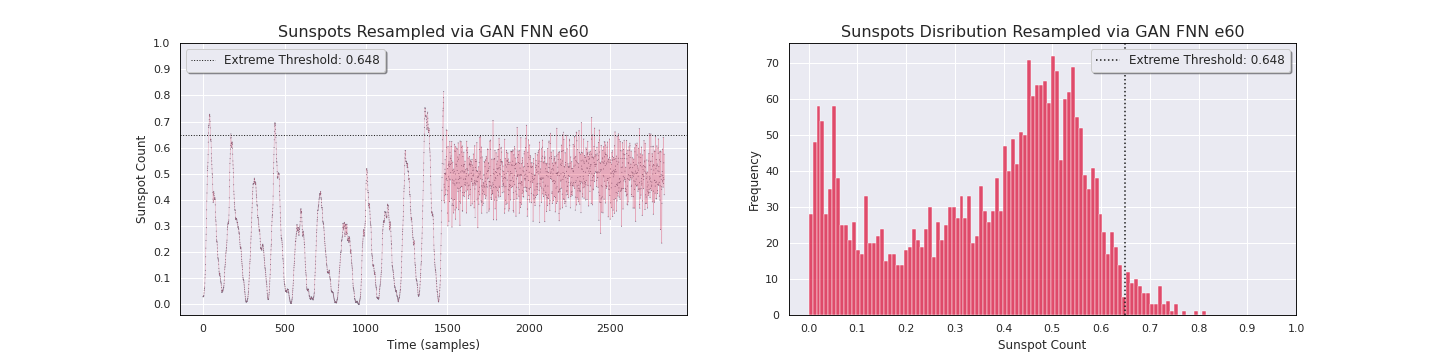 Sunspots Resampled via GAN FNN e60
Extreme Threshold: 0.648
1.0
0.9
0.8
0.7
0.6
0.5
0.4
0.3
0.2
0.1
0.0
Sunspot Count
0 500 1000 1500 2000 2500
Time (samples)
Sunspots Disribution Resampled via GAN FNN e60
Extreme Threshold: 0.648
70
60
50
40
30
20
10
0
Frequency
0.0 0.1 0.2 0.3 0.4 0.5 0.6 0.7 0.8 0.9 1.0
Sunspot Count